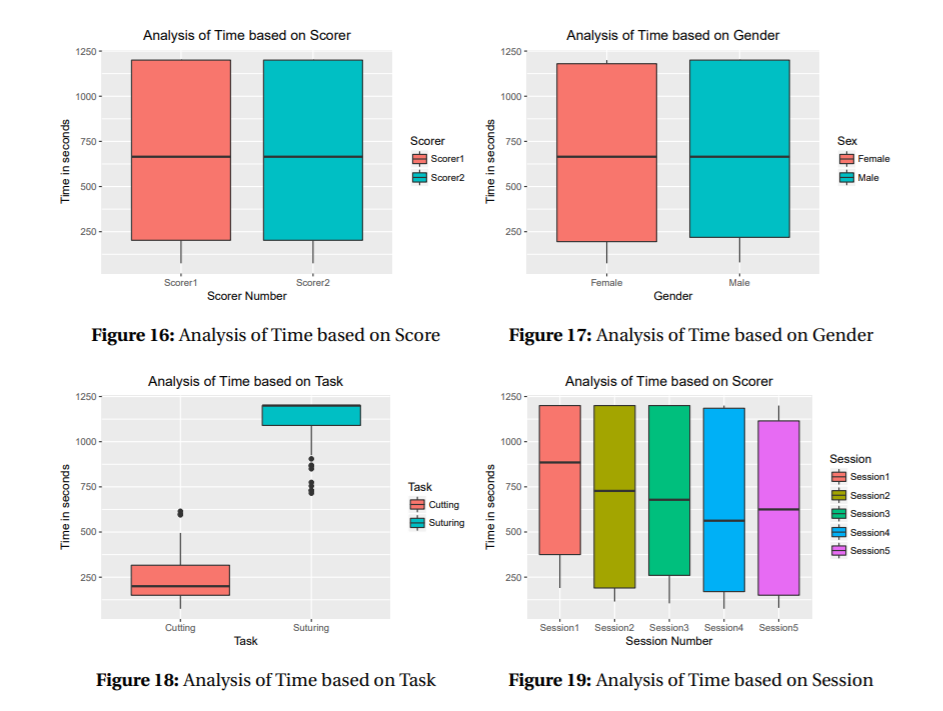 Analysis of Time based on Scorer
1250
1000
750
500
250
Time in seconds
Scorer1
Scorer2
Scorer Number
Scorer
Scorer1
Scorer2
Figure 16: Analysis of Time based on Score
Analysis of Time based on Gender
1250
1000
750
500
250
Time in seconds
Female
Male
Gender
Sex
Female
Male
Figure 17: Analysis of Time based on Gender
Analysis of Time based on Task
1250
1000
750
500
250
Time in seconds
Cutting
Suturing
Task
Task
Cutting
Suturing
Figure 18: Analysis of Time based on Task
Analysis of Time based on Scorer
1250
1000
750
500
250
Time in seconds
Session1
Session2
Session3
Session4
Session5
Session Number
Session
Session1
Session2
Session3
Session4
Session5
Figure 19: Analysis of Time based on Session